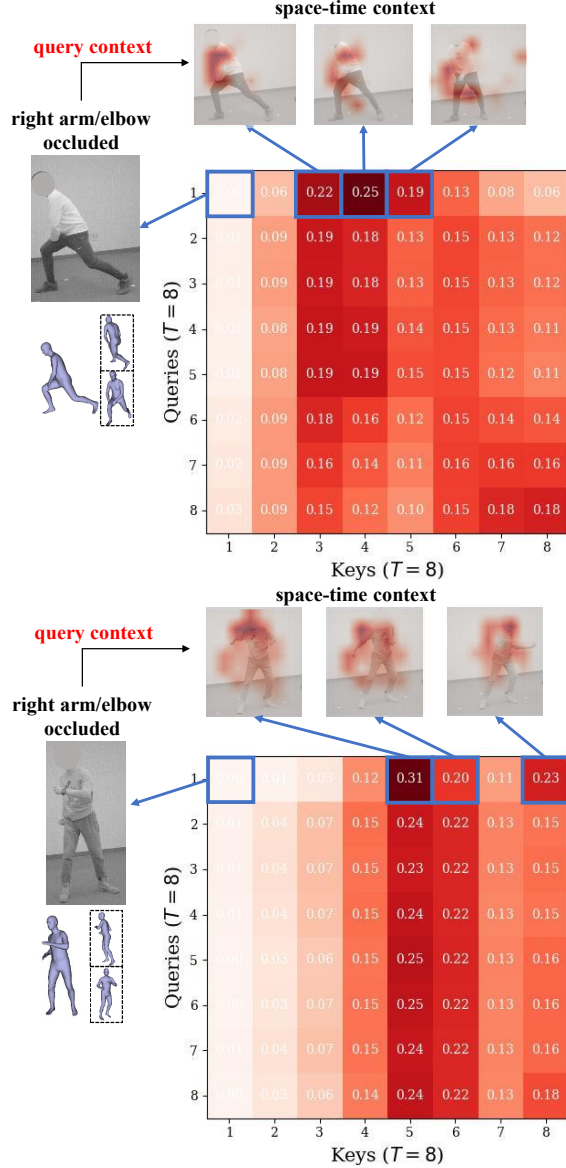 space-time context
query context
right arm/elbow
occluded
1 0.00 0.06 0.22 0.25 0.19 0.13 0.08 0.06
2 0.01 0.09 0.19 0.18 0.13 0.15 0.13 0.12
3 0.01 0.09 0.19 0.18 0.13 0.15 0.13 0.12
4 0.01 0.08 0.19 0.19 0.14 0.15 0.13 0.11
5 0.01 0.08 0.19 0.19 0.15 0.15 0.12 0.11
6 0.02 0.09 0.18 0.16 0.12 0.15 0.14 0.14
7 0.02 0.09 0.16 0.14 0.11 0.16 0.16 0.16
8 0.03 0.09 0.15 0.12 0.10 0.15 0.18 0.18
Queries (T = 8)
1 2 3 4 5 6 7 8
Keys (T = 8)
space-time context
query context
right arm/elbow
occluded
1 0.00 0.01 0.03 0.12 0.31 0.20 0.11 0.23
2 0.01 0.04 0.07 0.15 0.24 0.22 0.13 0.15
3 0.01 0.04 0.07 0.15 0.23 0.22 0.13 0.15
4 0.01 0.04 0.07 0.15 0.24 0.22 0.13 0.15
5 0.00 0.03 0.06 0.15 0.25 0.22 0.13 0.16
6 0.00 0.03 0.07 0.15 0.25 0.22 0.13 0.16
7 0.01 0.04 0.07 0.15 0.24 0.22 0.13 0.16
8 0.00 0.03 0.06 0.14 0.24 0.22 0.13 0.18
Queries (T = 8)
1 2 3 4 5 6 7 8
Keys (T = 8)